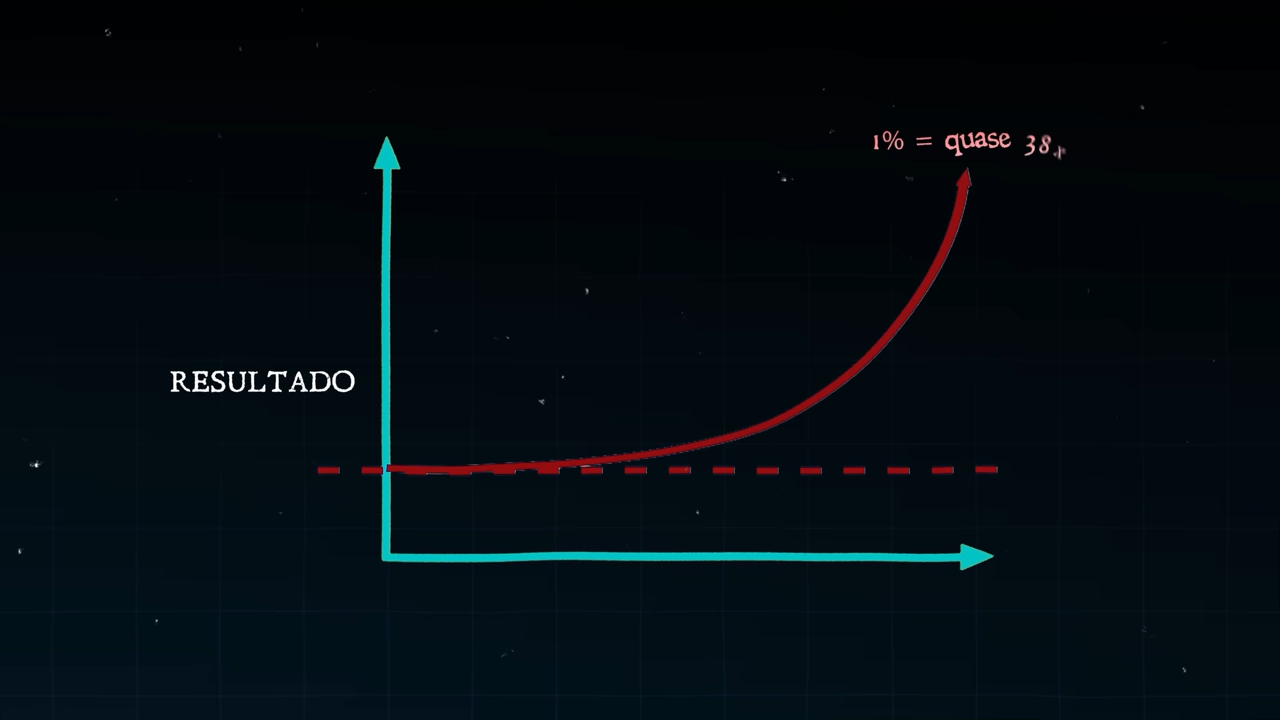 1% = quase 38
RESULTADO